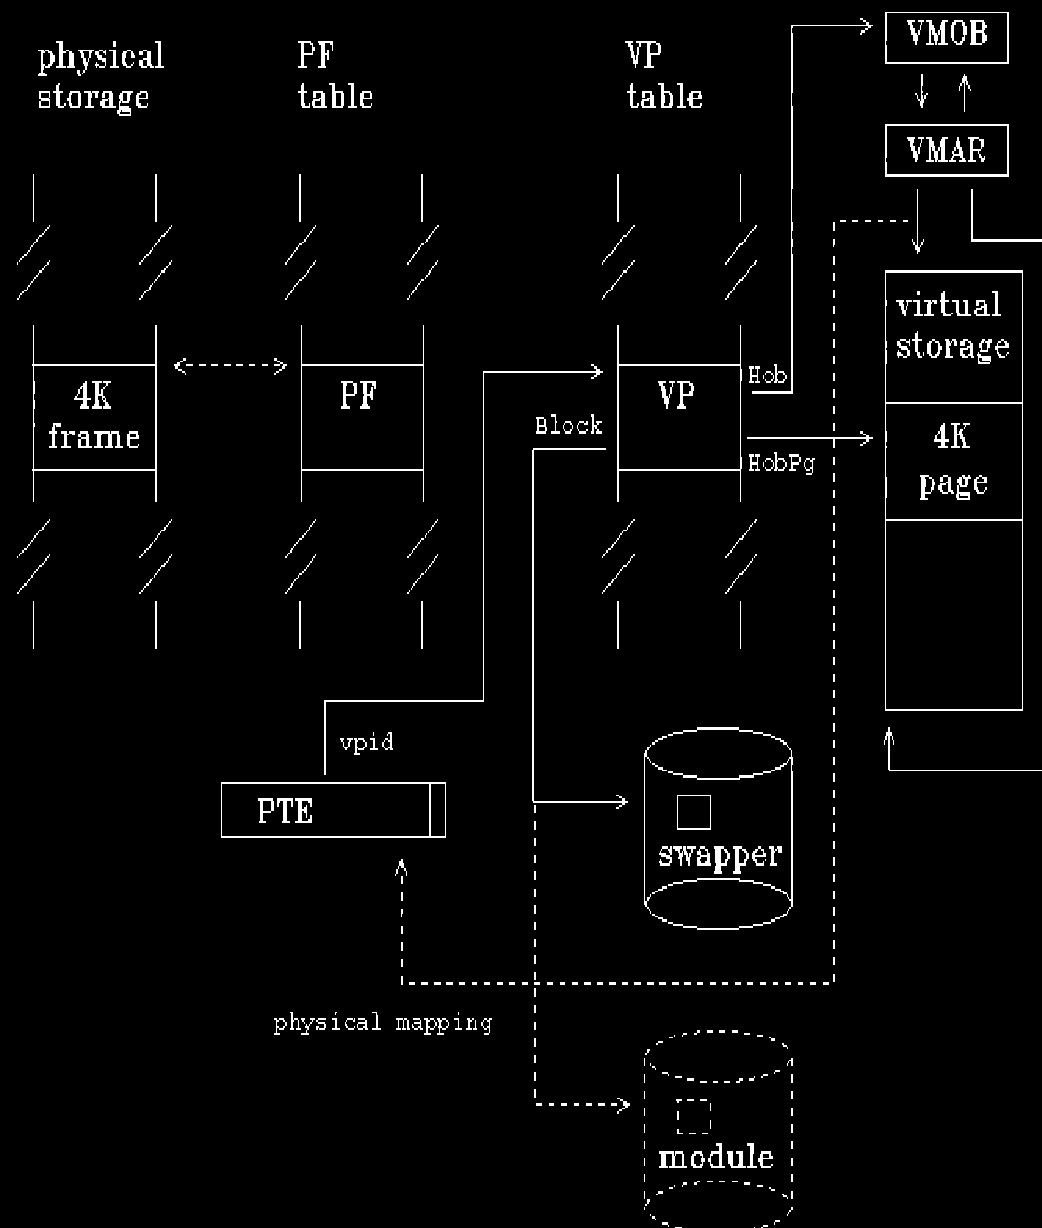 physical
storage
PF
table
VP
table
VMOB
VMAR
virtual
storage
4K
frame
PF
VP
Hob
Block
HobPg
4K
page
vpid
PTE
swapper
physical mapping
module